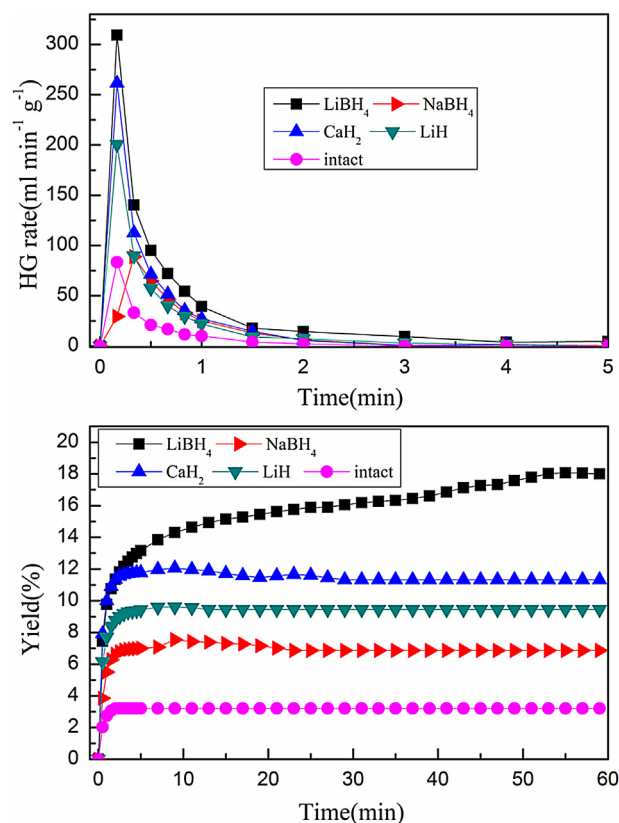 300
250
200
150
100
50
0
HG rate(ml min⁻¹ g⁻¹)
LiBH₄ NaBH₄
CaH₂ LiH
intact
0 1 2 3 4 5
Time(min)
20
18
16
14
12
10
8
6
4
2
0
Yield(%)
LiBH₄ NaBH₄
CaH₂ LiH intact
0 10 20 30 40 50 60
Time(min)